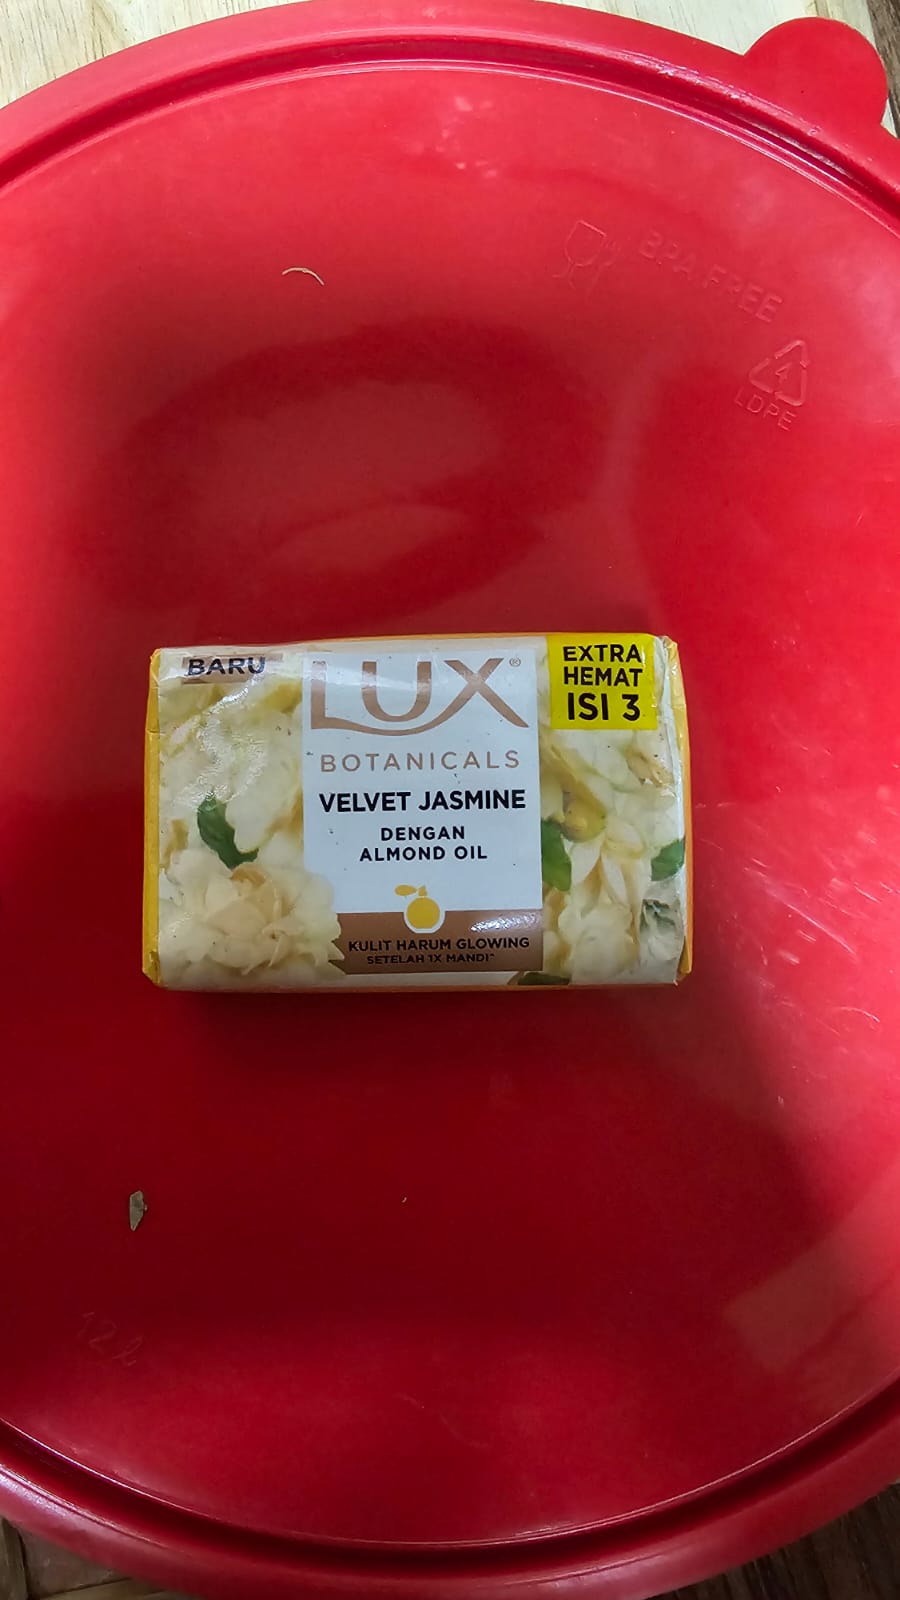 BPA FREE
LDPE
BARU
LUX®
BOTANICALS
VELVET JASMINE
DENGAN
ALMOND OIL
KULIT HARUM GLOWING
SETELAH 1X MANDI*
EXTRA
HEMAT
ISI 3
12 ℓ